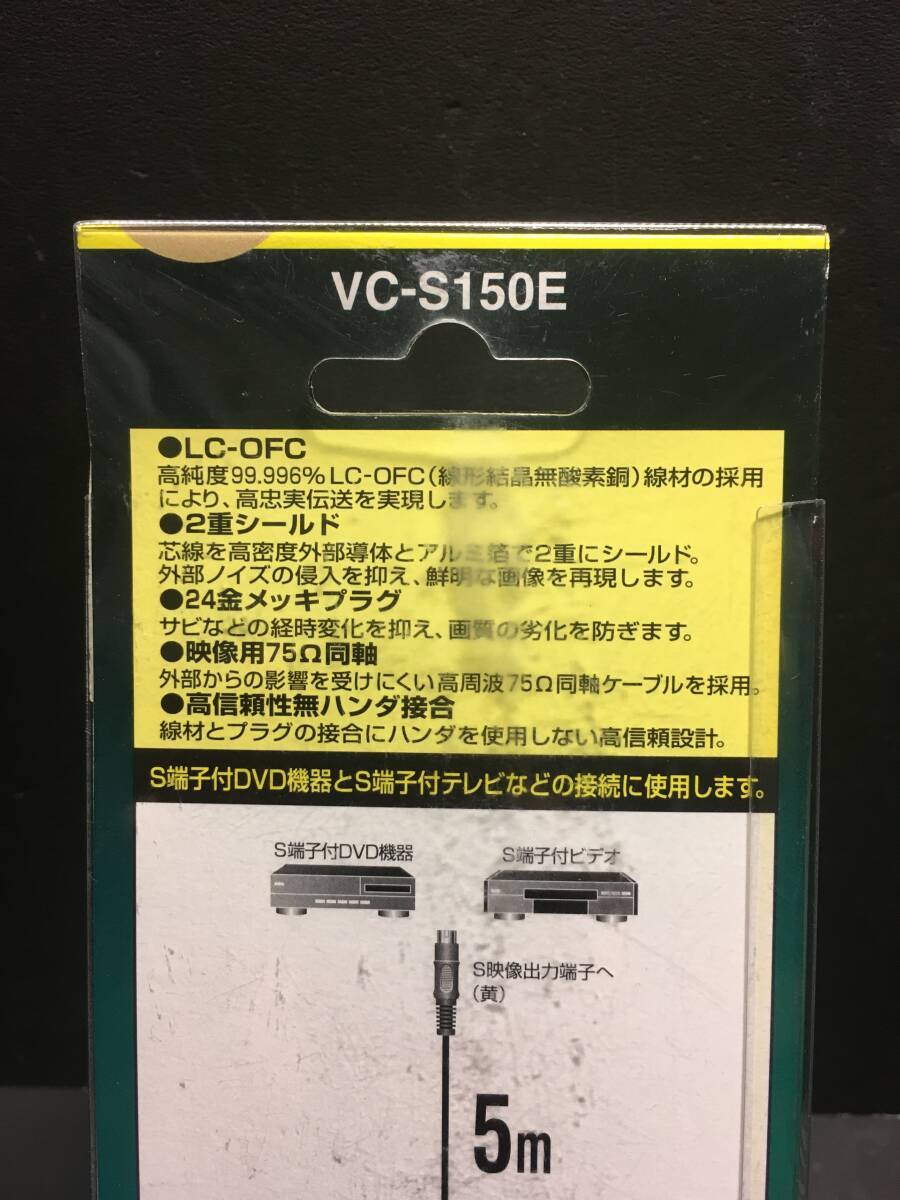 VC-S150E
●LC-OFC
高純度99.996%LC-OFC(線形結晶無酸素銅)線材の採用
により、高忠実伝送を実現します。
●2重シールド
芯線を高密度外部導体とアルミ箔で2重にシールド。
外部ノイズの侵入を抑え、鮮明な画像を再現します。
●24金メッキプラグ
サビなどの経時変化を抑え、画質の劣化を防ぎます。
●映像用75Ω同軸
外部からの影響を受けにくい高周波75Ω同軸ケーブルを採用。
●高信頼性無ハンダ接合
線材とプラグの接合にハンダを使用しない高信頼設計。
S端子付DVD機器とS端子付テレビなどの接続に使用します。
S端子付DVD機器
S端子付ビデオ
S映像出力端子へ
(黄)
5m